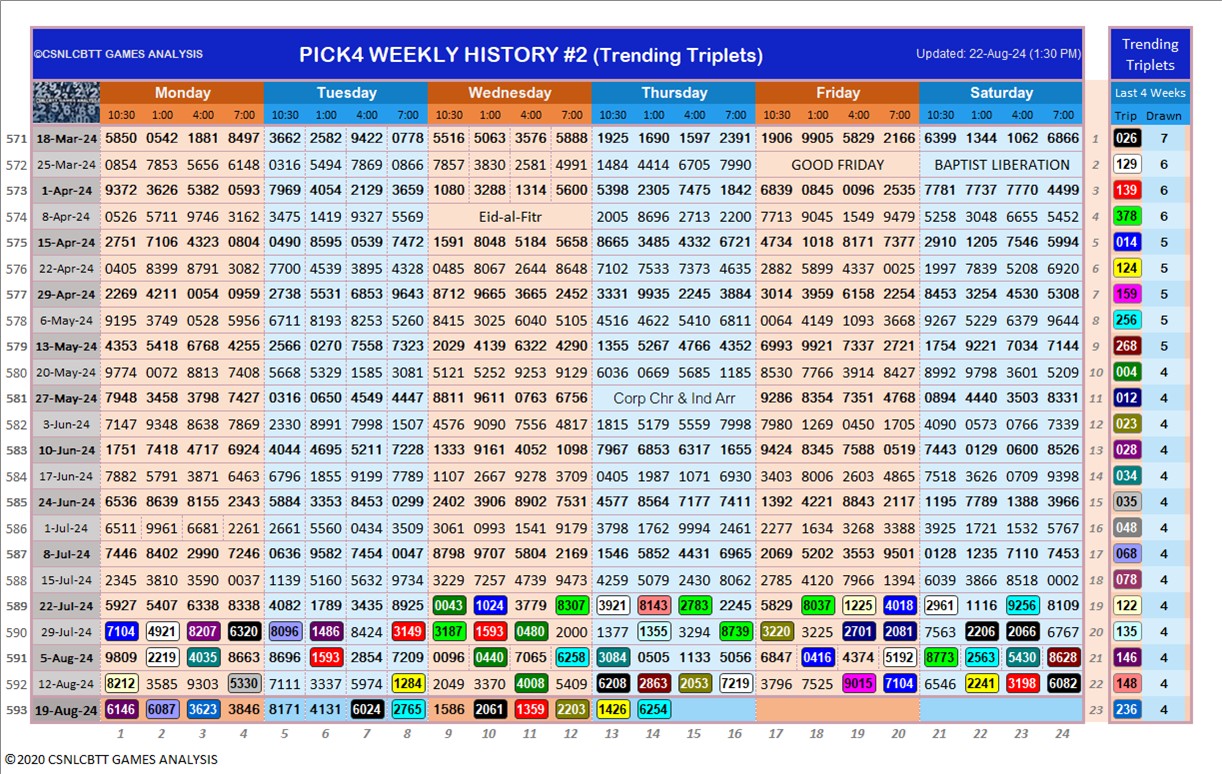 ©CSNLCBTT GAMES ANALYSIS PICK4 WEEKLY HISTORY #2 (Trending Triplets) Updated: 22-Aug-24 (1:30 PM) Trending Triplets
Monday Tuesday Wednesday Thursday Friday Saturday Last 4 Weeks
10:30 1:00 4:00 7:00 10:30 1:00 4:00 7:00 10:30 1:00 4:00 7:00 10:30 1:00 4:00 7:00 10:30 1:00 4:00 7:00 10:30 1:00 4:00 7:00 Trip Drawn
571 18-Mar-24 5850 0542 1881 8497 3662 2582 9422 0776 5516 5063 3576 5888 1925 1690 1597 2391 1906 9905 5829 2166 6399 1344 1062 6866 1 026 7
572 25-Mar-24 0854 7853 5656 6148 0316 5494 7869 0866 7857 3830 2581 4991 1484 4414 6705 7990 GOOD FRIDAY BAPTIST LIBERATION 2 129 6
573 1-Apr-24 9372 3626 5382 0593 7969 4054 2129 3659 1080 3288 1314 5600 5398 2305 7475 1842 6839 0845 0096 2535 7781 7737 7770 4499 3 139 6
574 8-Apr-24 0526 5711 9746 3162 3475 1419 9327 5569 Eid-al-Fitr 2005 8696 2713 2200 7713 9045 1549 9479 5258 3048 6655 5452 4 378 6
575 15-Apr-24 2751 7106 4323 0804 0490 8595 0539 7472 1591 8048 5184 5658 8665 3485 4332 6721 4734 1018 8171 7377 2910 1205 7546 5994 5 014 5
576 22-Apr-24 0405 8399 8791 3082 7700 4539 3895 4328 0485 8067 2644 8648 7102 7533 7373 4635 2882 5899 4337 0025 1997 7839 5208 6920 6 124 5
577 29-Apr-24 2269 4211 0054 0959 2738 5531 6853 9643 8712 9665 3665 2452 3331 9935 2245 3884 3014 3959 6158 2254 8453 3254 4530 5308 7 159 5
578 6-May-24 9195 3749 0528 5956 6711 8193 8253 5260 8415 3025 6040 5105 4516 4622 5410 6811 0064 4149 1093 3668 9267 5229 6379 9644 8 256 5
579 13-May-24 4353 5418 6768 4255 2566 0270 7558 7323 9029 4139 6322 4290 1355 5267 4766 4352 6993 9921 7337 2721 1754 9221 7034 7144 9 268 5
580 20-May-24 9774 0072 8813 7408 5668 5329 1585 3081 5121 5252 9253 9129 6036 0669 5685 1185 8530 7766 3914 8427 8992 9798 3601 5209 10 004 4
581 27-May-24 7948 3458 3798 7427 0316 0650 4549 4447 8811 9611 0763 6756 Corp Chr & Ind Arr 9286 8354 7351 4768 0894 4440 3503 8331 11 012 4
582 3-Jun-24 7147 9348 8638 7869 2330 8991 7998 1507 4576 9090 7556 4817 1815 5179 5559 7998 7980 1269 0450 1705 4090 0573 0766 7339 12 023 4
583 10-Jun-24 1751 7418 4717 6924 4044 4695 5211 7228 1333 9161 4052 1098 7967 6853 6317 1655 9424 8345 7588 0519 7443 0129 0600 8526 13 028 4
584 17-Jun-24 7882 5791 3871 6463 6796 1855 9199 7781 1107 2667 9278 3709 0405 1987 1071 6930 3403 8006 2603 4865 7518 3626 0709 9398 14 034 4
585 24-Jun-24 6536 8639 8155 2343 5884 3353 8453 0299 2402 3906 8902 7531 4577 8564 7177 7411 1392 4221 8843 2117 1195 7789 1388 3966 15 035 4
586 1-Jul-24 6511 9961 6681 2261 2661 5560 0434 3509 3061 0993 1541 9179 3798 1762 9994 2461 2277 1634 3268 3388 3925 1721 1532 5767 16 048 4
587 8-Jul-24 7446 8402 2990 7246 0636 9582 7454 0047 8798 9707 5804 2169 1546 5852 4431 6965 2069 5202 3553 9501 0128 1235 7110 7453 17 068 4
588 15-Jul-24 2345 3810 3590 0037 1139 5160 5632 9734 3229 7257 4739 9473 4259 5079 2430 8062 2785 4120 7966 1394 6039 3866 8518 0002 18 078 4
589 22-Jul-24 5927 5407 6338 8338 4082 1789 3435 8925 0043 1024 3779 8307 3921 8143 2783 2245 5829 8037 1225 4018 2961 1116 9256 8109 19 122 4
590 29-Jul-24 7104 4921 8207 6320 8096 1486 8424 3149 3187 1593 0480 2000 1377 1355 3294 8739 3220 3225 2701 2081 7563 2206 2066 6767 20 135 4
591 5-Aug-24 9809 2219 4035 8663 8696 1593 2854 7209 0096 0440 7065 6258 3084 0505 1133 5056 6847 0416 4374 5192 8773 2563 5430 8628 21 146 4
592 12-Aug-24 8212 3585 9303 5330 7111 3337 5974 1284 2049 3370 4008 5409 6208 2863 2053 7219 3796 7525 9015 7104 6546 2241 3198 6082 22 148 4
593 19-Aug-24 6146 6087 3623 3846 8171 4131 6024 2765 1586 2061 1359 2203 1426 6254 23 236 4
1 2 3 4 5 6 7 8 9 10 11 12 13 14 15 16 17 18 19 20 21 22 23 24
©2020 CSNLCBTT GAMES ANALYSIS